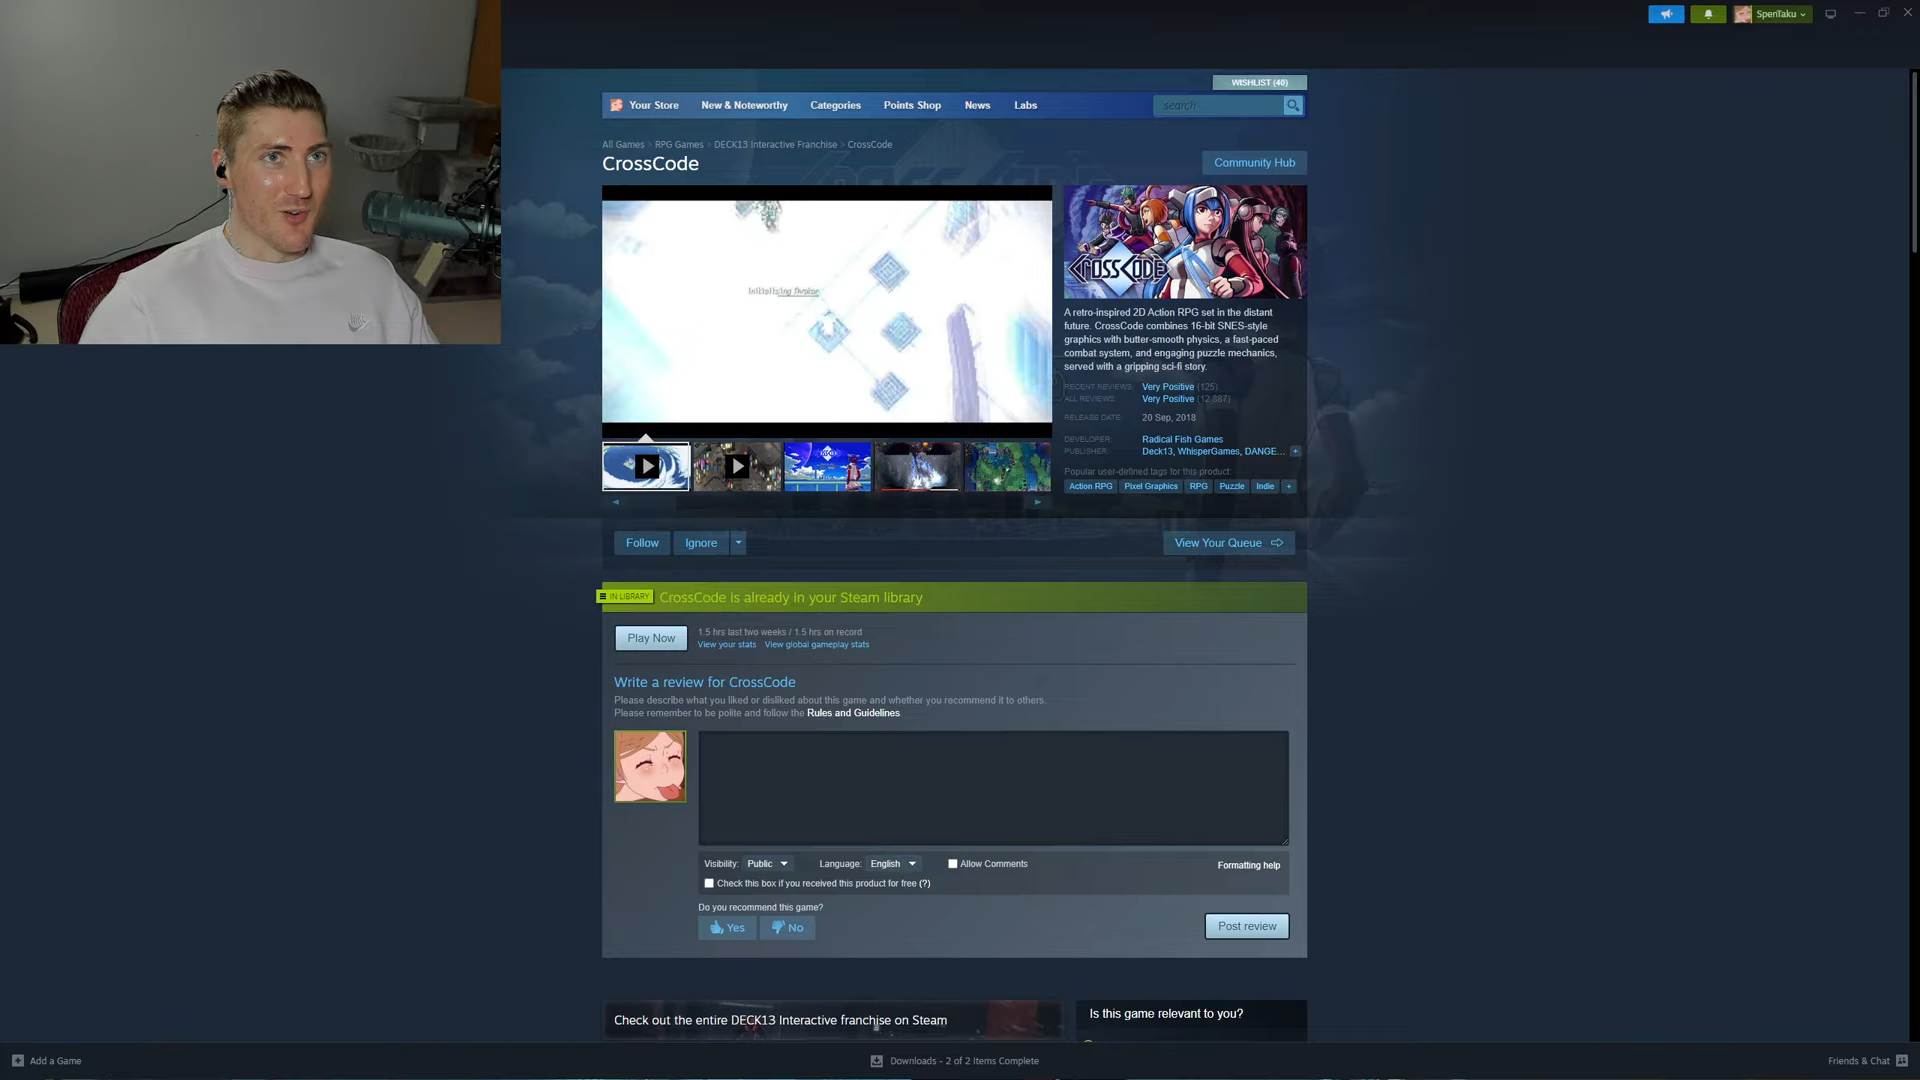 SpenTaku
WISHLIST (40)
Your Store New & Noteworthy Categories Points Shop News Labs
search
All Games > RPG Games > DECK13 Interactive Franchise > CrossCode
CrossCode
Community Hub
Initialising Avatar
CROSSCODE
A retro-inspired 2D Action RPG set in the distant
future. CrossCode combines 16-bit SNES-style
graphics with butter-smooth physics, a fast-paced
combat system, and engaging puzzle mechanics,
served with a gripping sci-fi story.
RECENT REVIEWS: Very Positive (125)
ALL REVIEWS: Very Positive (12,887)
RELEASE DATE: 20 Sep, 2018
DEVELOPER: Radical Fish Games
PUBLISHER: Deck13, WhisperGames, DANGE... +
Popular user-defined tags for this product:
Action RPG Pixel Graphics RPG Puzzle Indie +
Follow Ignore
View Your Queue
IN LIBRARY CrossCode is already in your Steam library
Play Now
1.5 hrs last two weeks / 1.5 hrs on record
View your stats View global gameplay stats
Write a review for CrossCode
Please describe what you liked or disliked about this game and whether you recommend it to others.
Please remember to be polite and follow the Rules and Guidelines
Visibility: Public Language: English Allow Comments
Formatting help
Check this box if you received this product for free (?)
Do you recommend this game?
Yes No
Post review
Check out the entire DECK13 Interactive franchise on Steam
Is this game relevant to you?
Add a Game
Downloads - 2 of 2 Items Complete
Friends & Chat